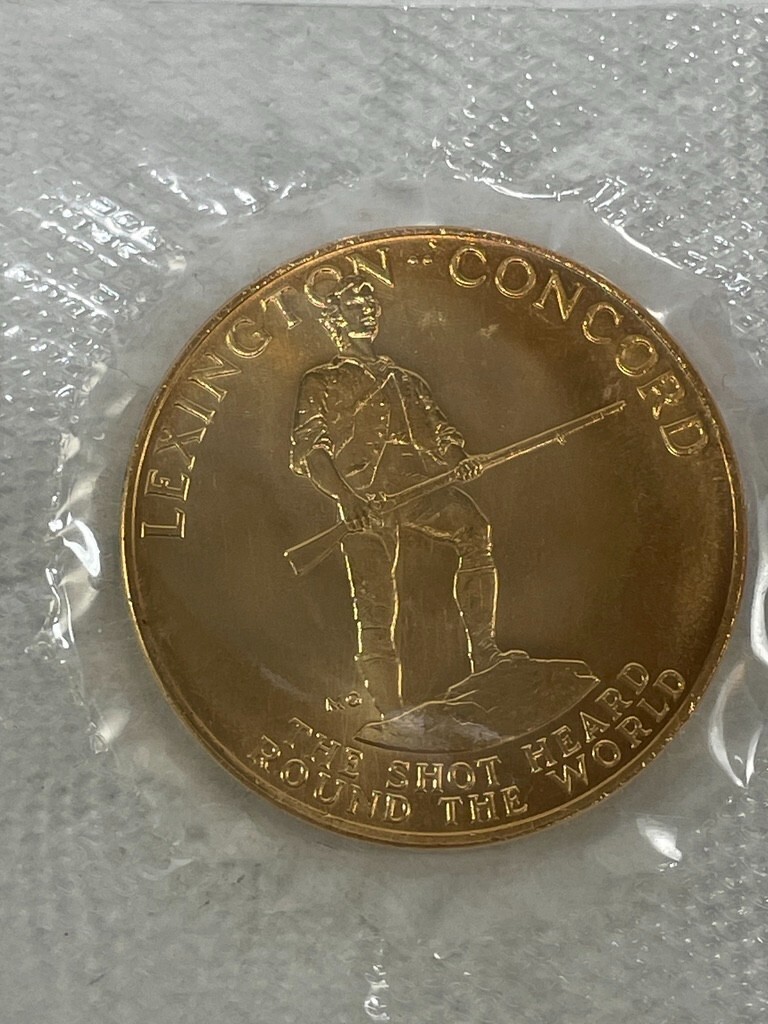 LEXINGTON · CONCORD
THE SHOT HEARD
ROUND THE WORLD